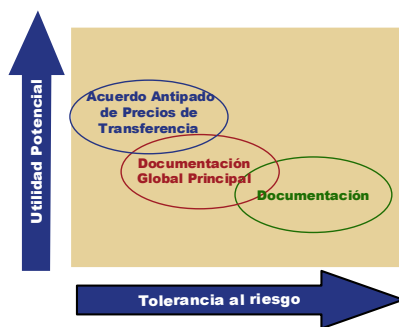 Utilidad Potencial
Acuerdo Antipado
de Precios de
Transferencia
Documentación
Global Principal
Documentación
Tolerancia al riesgo